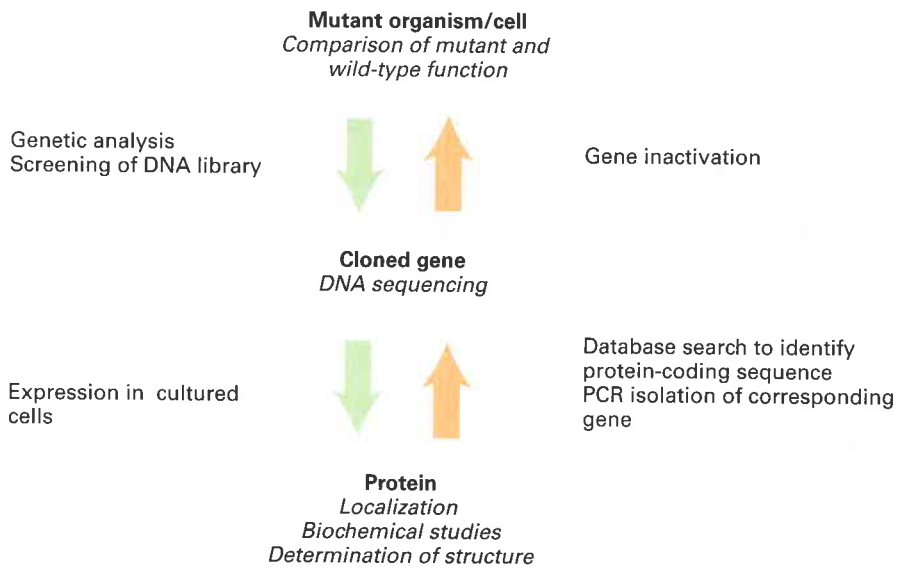 Mutant organism/cell
Comparison of mutant and
wild-type function
Genetic analysis
Screening of DNA library
Gene inactivation
Cloned gene
DNA sequencing
Expression in cultured
cells
Database search to identify
protein-coding sequence
PCR isolation of corresponding
gene
Protein
Localization
Biochemical studies
Determination of structure